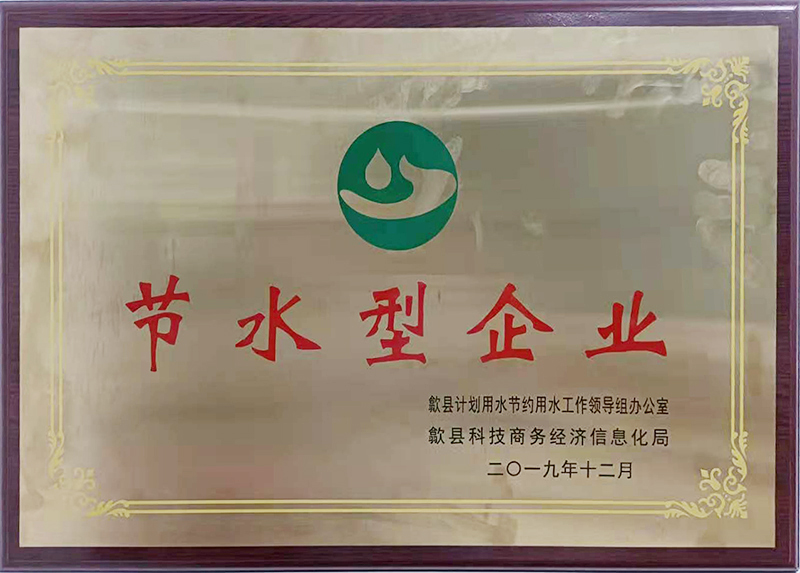 节水型企业
歙县计划用水节约用水工作领导组办公室
歙县科技商务经济信息化局
二〇一九年十二月